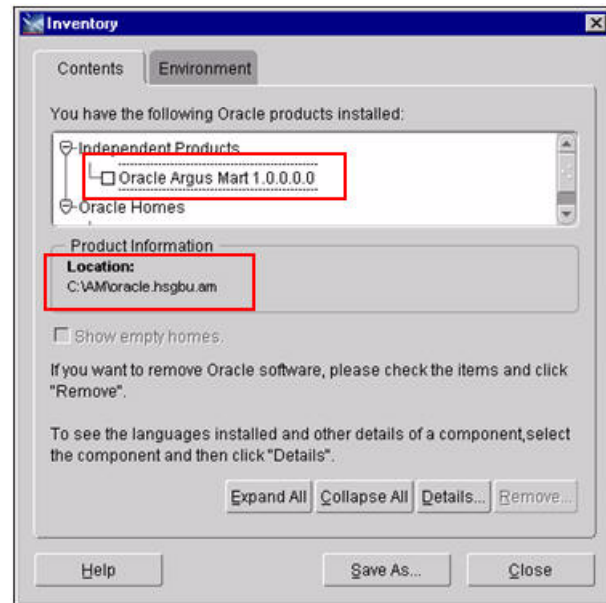 Inventory
Contents
Environment
You have the following Oracle products installed:
Independent Products
Oracle Argus Mart 1.0.0.0.0
Oracle Homes
Product Information
Location:
C:\AM\oracle.hsgbu.am
Show empty homes.
If you want to remove Oracle software, please check the items and click
"Remove".
To see the languages installed and other details of a component,select
the component and then click "Details".
Expand All Collapse All Details... Remove...
Help Save As... Close